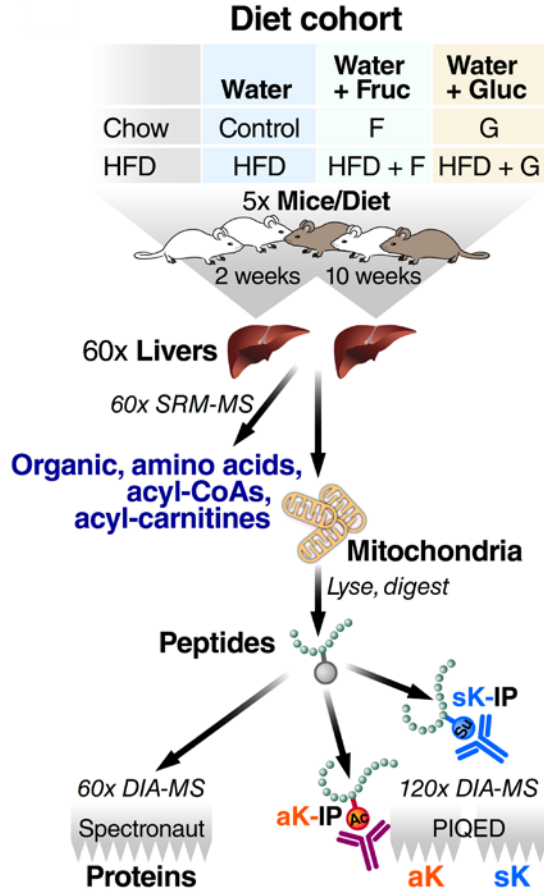 Diet cohort
Water Water + Fruc Water + Gluc
Chow Control F G
HFD HFD HFD + F HFD + G
5x Mice/Diet
2 weeks 10 weeks
60x Livers
60x SRM-MS
Organic, amino acids,
acyl-CoAs,
acyl-carnitines
Mitochondria
Lyse, digest
Peptides
sK-IP
Su
60x DIA-MS
aK-IP Ac
120x DIA-MS
Spectronaut
PIQED
Proteins
aK sK